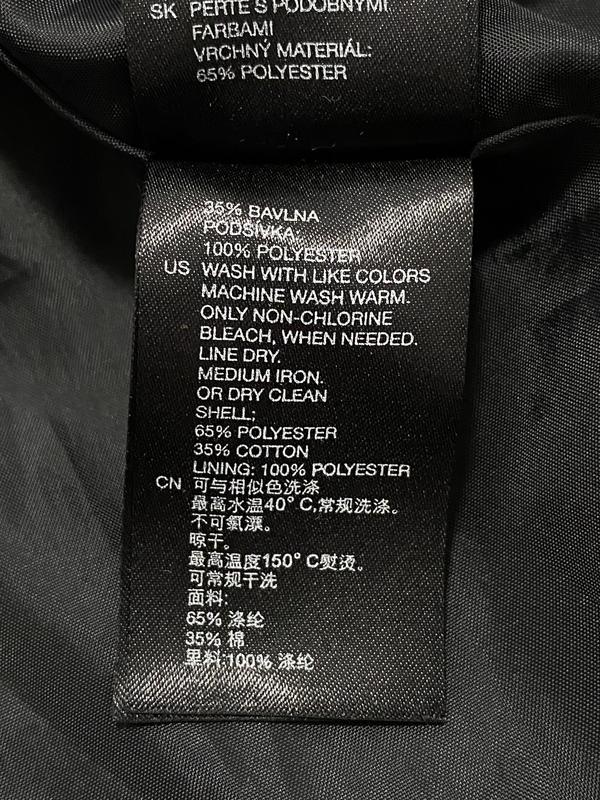 SK PERTE S PODOBNÝMI
FARBAMI
VRCHNÝ MATERIÁL:
65% POLYESTER
35% BAVLNA
PODŠÍVKA:
100% POLYESTER
US WASH WITH LIKE COLORS
MACHINE WASH WARM.
ONLY NON-CHLORINE
BLEACH, WHEN NEEDED.
LINE DRY.
MEDIUM IRON.
OR DRY CLEAN
SHELL;
65% POLYESTER
35% COTTON
LINING: 100% POLYESTER
CN 可与相似色洗涤
最高水温40° C,常规洗涤。
不可氯漂。
晾干。
最高温度150° C熨烫。
可常规干洗
面料:
65% 涤纶
35% 棉
里料:100% 涤纶